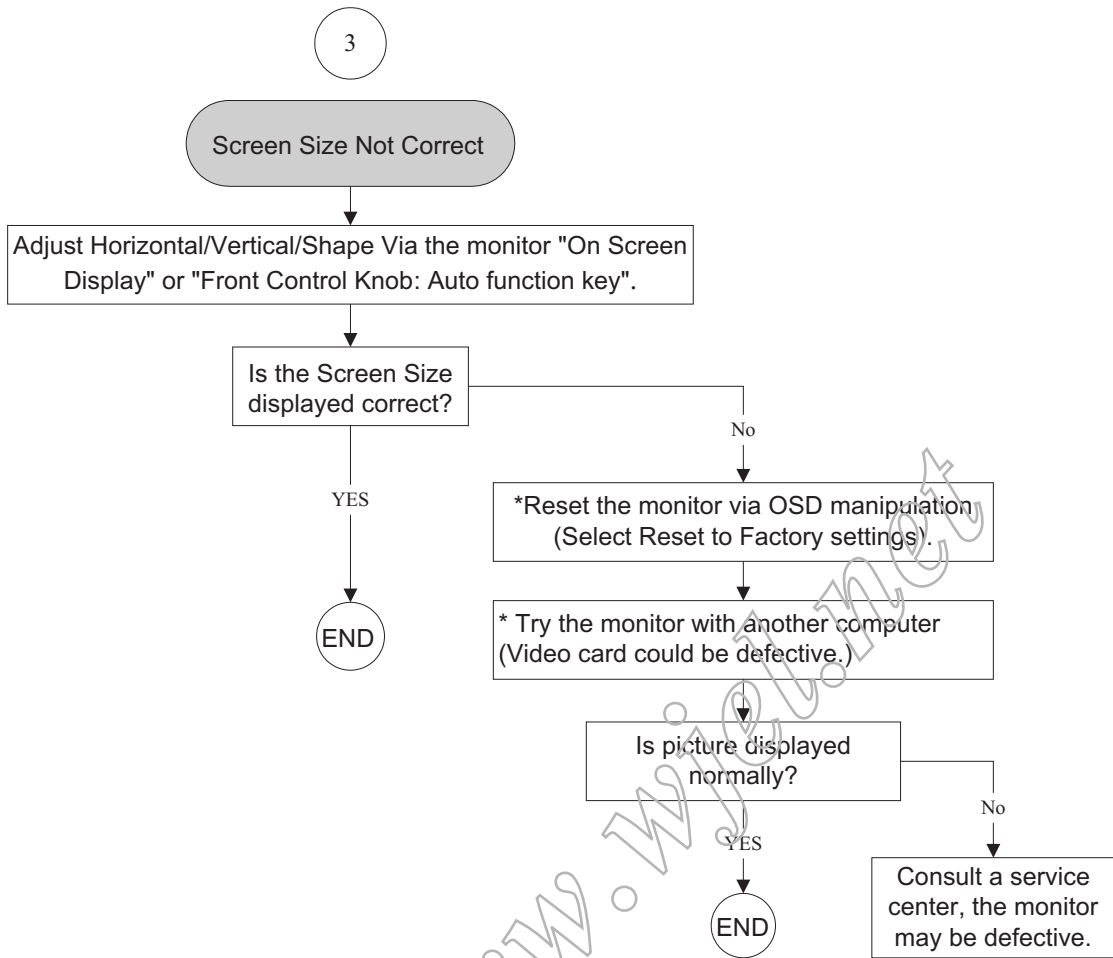 3
Screen Size Not Correct
Adjust Horizontal/Vertical/Shape Via the monitor "On Screen
Display" or "Front Control Knob: Auto function key".
Is the Screen Size
displayed correct?
No
YES
*Reset the monitor via OSD manipulation
(Select Reset to Factory settings).
END
* Try the monitor with another computer
(Video card could be defective.)
Is picture displayed
normally?
No
YES
Consult a service
center, the monitor
may be defective.
END
w.wjel.net